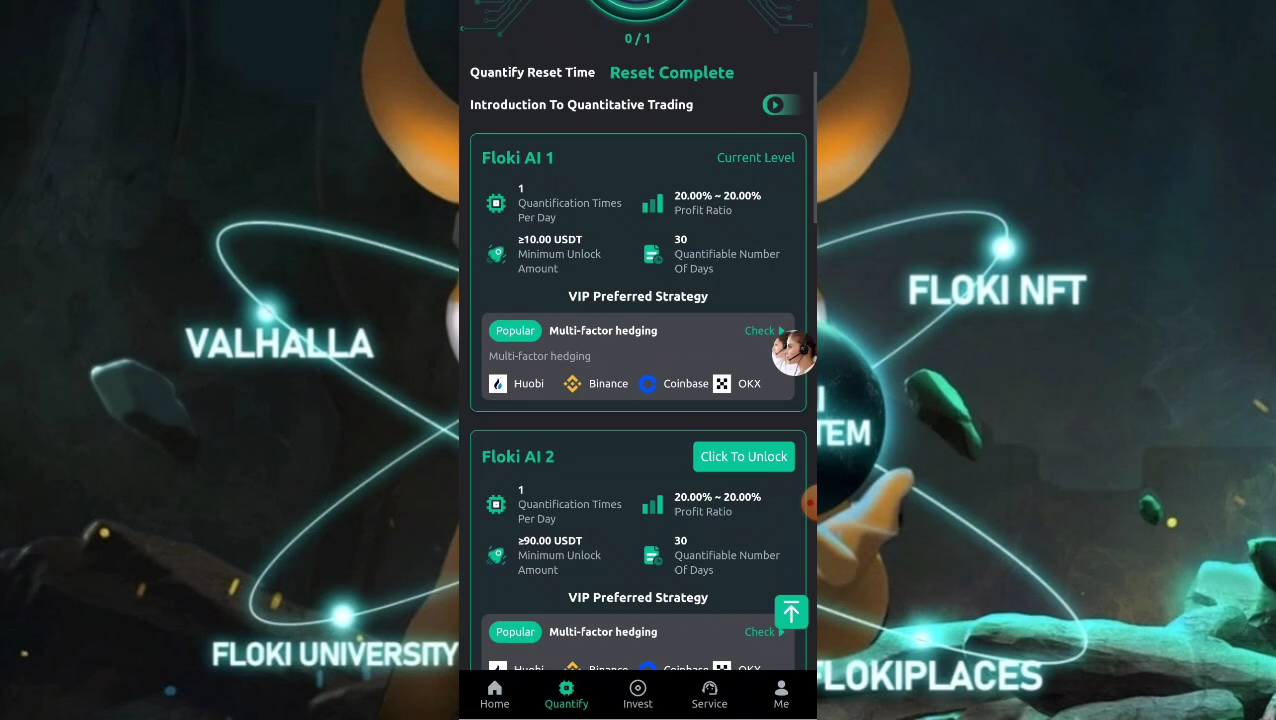 0 / 1
Quantify Reset Time Reset Complete
Introduction To Quantitative Trading
Floki AI 1 Current Level
1
Quantification Times
Per Day
20.00% ~ 20.00%
Profit Ratio
≥10.00 USDT
Minimum Unlock
Amount
30
Quantifiable Number
Of Days
VIP Preferred Strategy
Popular Multi-factor hedging Check
Multi-factor hedging
Huobi Binance Coinbase OKX
Floki AI 2 Click To Unlock
1
Quantification Times
Per Day
20.00% ~ 20.00%
Profit Ratio
≥90.00 USDT
Minimum Unlock
Amount
30
Quantifiable Number
Of Days
VIP Preferred Strategy
Popular Multi-factor hedging Check
Huobi Binance Coinbase OKX
Home Quantify Invest Service Me
VALHALLA
FLOKI NFT
FLOKI UNIVERSITY
FLOKIPLACES